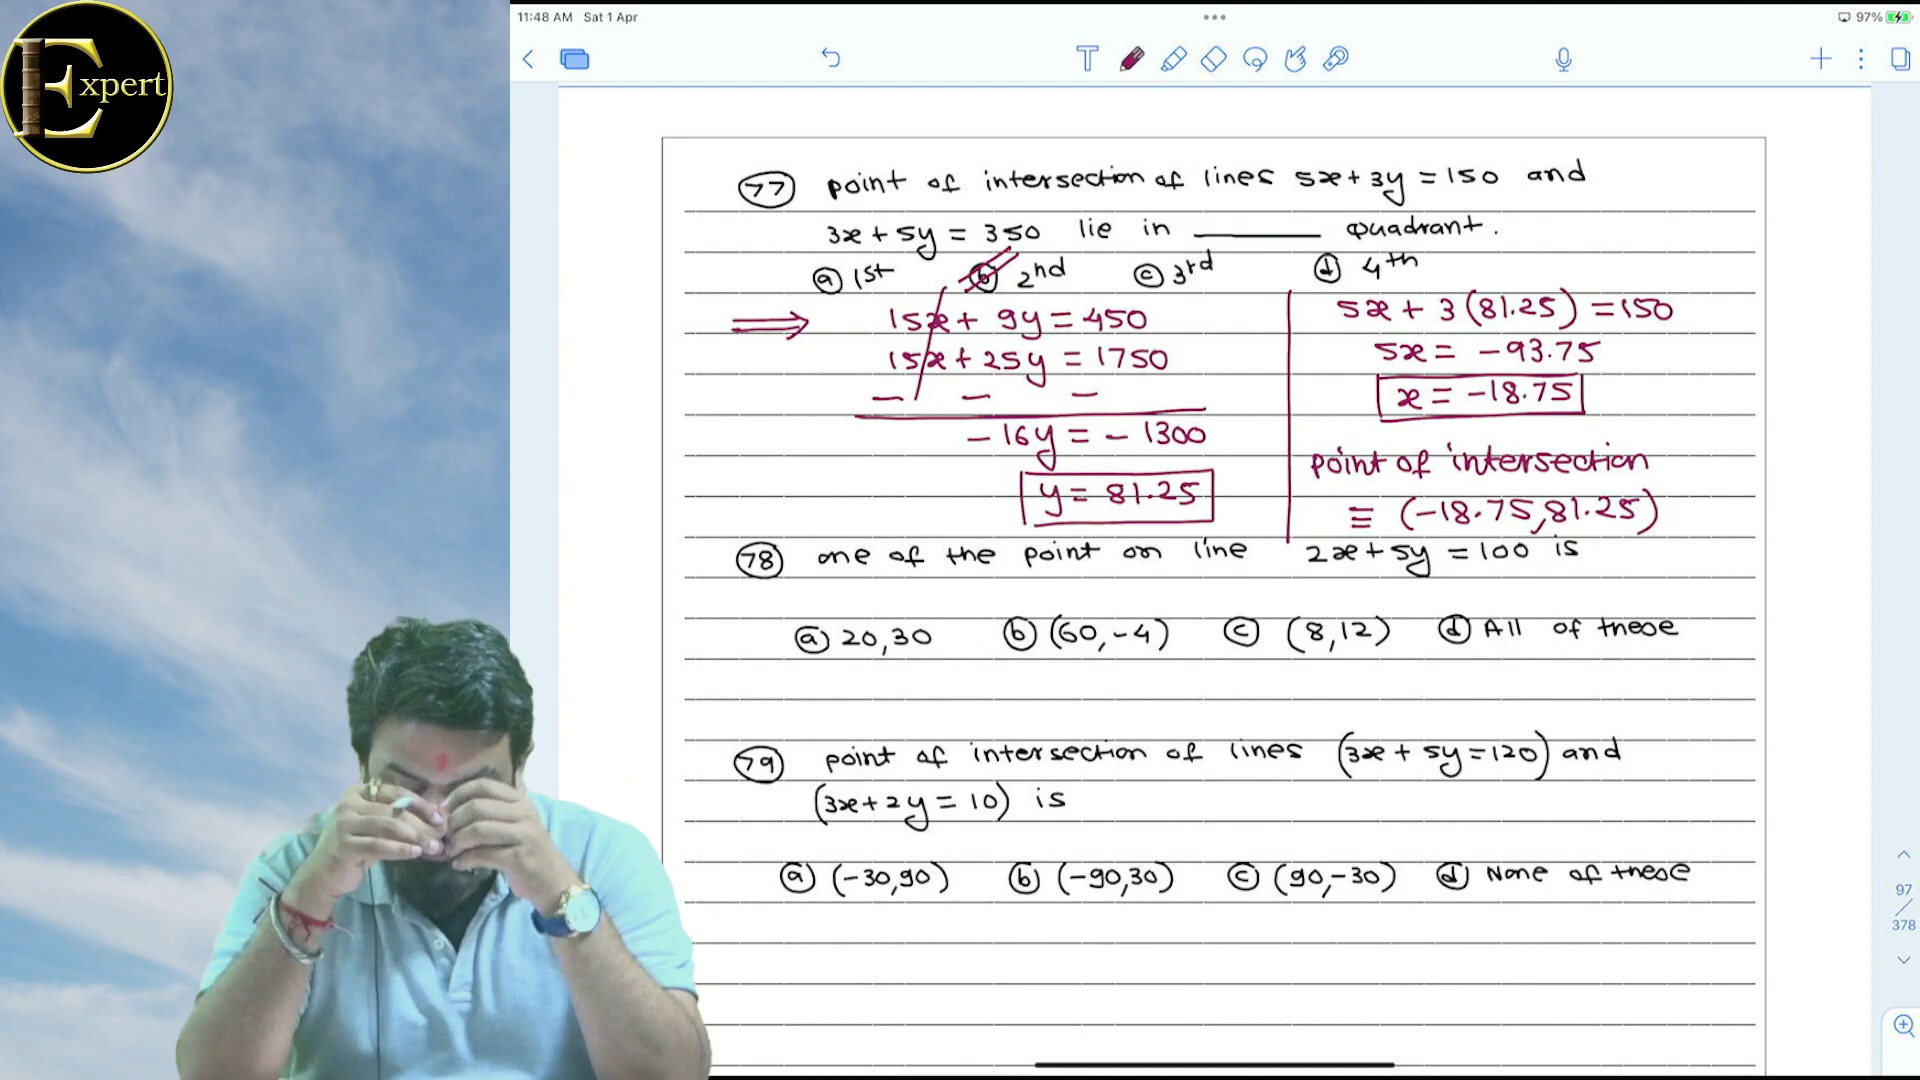 Expert
11:48 AM Sat 1 Apr
97%
77 point of intersection of lines 5x+3y=150 and
3x+5y=350 lie in ______ quadrant.
a 1st b 2nd c 3rd d 4th
15x+ 9y=450
15x+25y=1750
- - -
-16y=-1300
y=81.25
5x+3(81.25)=150
5x=-93.75
x=-18.75
point of intersection
≡ (-18.75,81.25)
78 one of the point on line 2x+5y=100 is
a 20,30 b (60,-4) c (8,12) d All of these
79 point of intersection of lines (3x+5y=120) and
(3x+2y=10) is
a (-30,90) b (-90,30) c (90,-30) d None of these
97
378